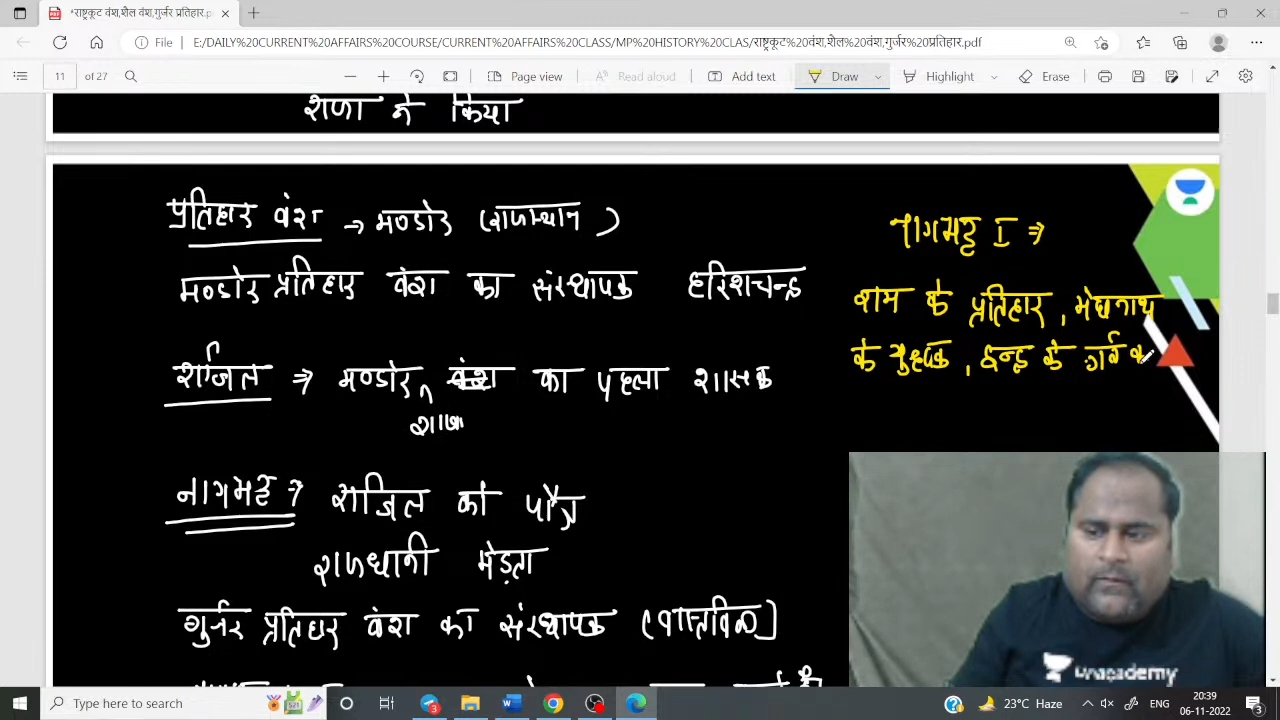 *राष्ट्रकूट वंश,शैल वंश,गुर्जर प्रतिहार.
File
E:/DAILY%20CURRENT%20AFFAIRS%20COURSE/CURRENT%20AFFAIRS%20CLASS/MP%20HISTORY%20CLAS/राष्ट्रकूट%20वंश,शैल%20वंश,गुर्जर%20प्रतिहार.pdf
11 of 27
Page view
Read aloud
Add text
Draw
Highlight
Erase
ने किया
प्रतिहार वंश → मण्डोर (राजस्थान)
मण्डोर प्रतिहार वंश का संस्थापक हरिशचन्द्र
रज्जिल ⇒ मण्डोर वंश का पहला शासक
शाखा
नागभट्ट ⇒ रज्जिल का पौत्र
राजधानी मेड़ता
गुर्जर प्रतिहार वंश का संस्थापक (वास्तविक)
नागभट्ट I ⇒
राम के प्रतिहार, मेघनाथ
के युद्धक, इन्द्र के गर्व
unacademy
Type here to search
23°C Haze
20:39
06-11-2022